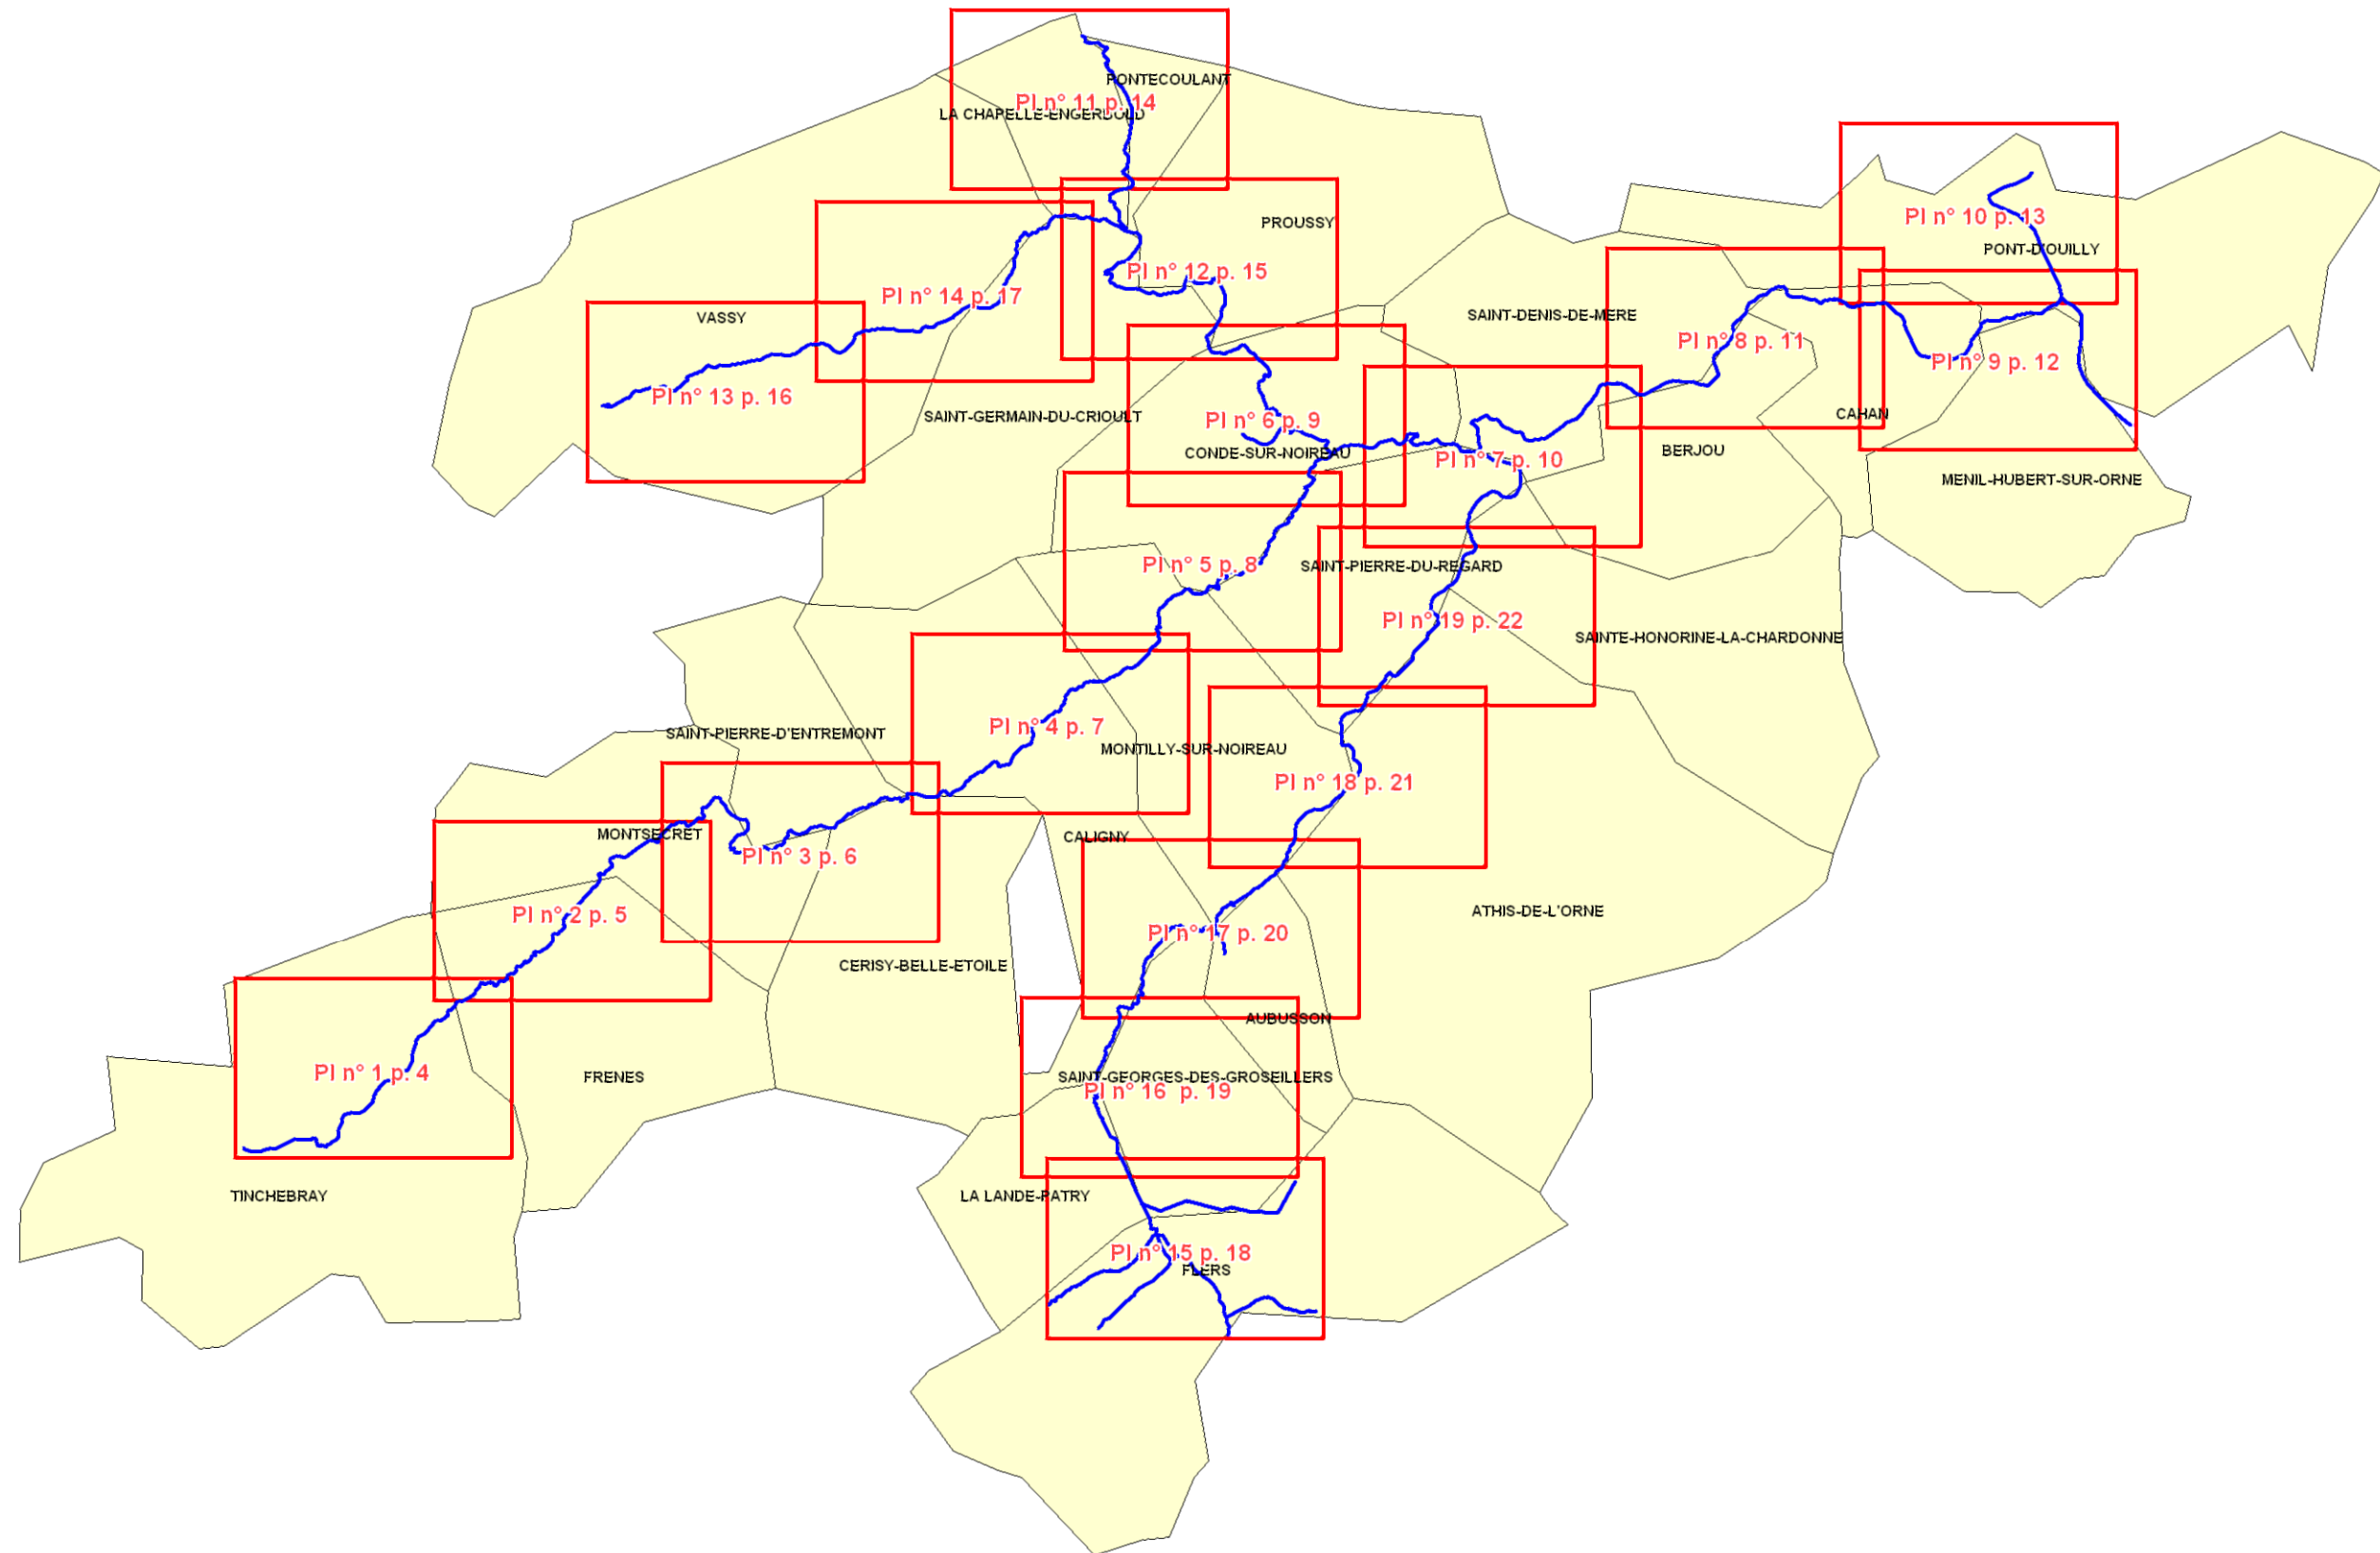 PONTECOULANT
Pl n° 11 p. 14
LA CHAPELLE-ENGERBOLD
PROUSSY
Pl n° 10 p. 13
PONT-D'OUILLY
Pl n° 12 p. 15
Pl n° 14 p. 17
VASSY
SAINT-DENIS-DE-MERE
Pl n° 8 p. 11
Pl n° 9 p. 12
Pl n° 13 p. 16
SAINT-GERMAIN-DU-CRIOULT
Pl n° 6 p. 9
CAHAN
CONDE-SUR-NOIREAU
Pl n° 7 p. 10
BERJOU
MENIL-HUBERT-SUR-ORNE
Pl n° 5 p. 8
SAINT-PIERRE-DU-REGARD
Pl n° 19 p. 22
SAINTE-HONORINE-LA-CHARDONNE
Pl n° 4 p. 7
SAINT-PIERRE-D'ENTREMONT
MONTILLY-SUR-NOIREAU
Pl n° 18 p. 21
MONTSECRET
CALIGNY
Pl n° 3 p. 6
Pl n° 2 p. 5
ATHIS-DE-L'ORNE
Pl n° 17 p. 20
CERISY-BELLE-ETOILE
AUBUSSON
Pl n° 1 p. 4
FRENES
SAINT-GEORGES-DES-GROSEILLERS
Pl n° 16 p. 19
TINCHEBRAY
LA LANDE-PATRY
Pl n° 15 p. 18
FLERS